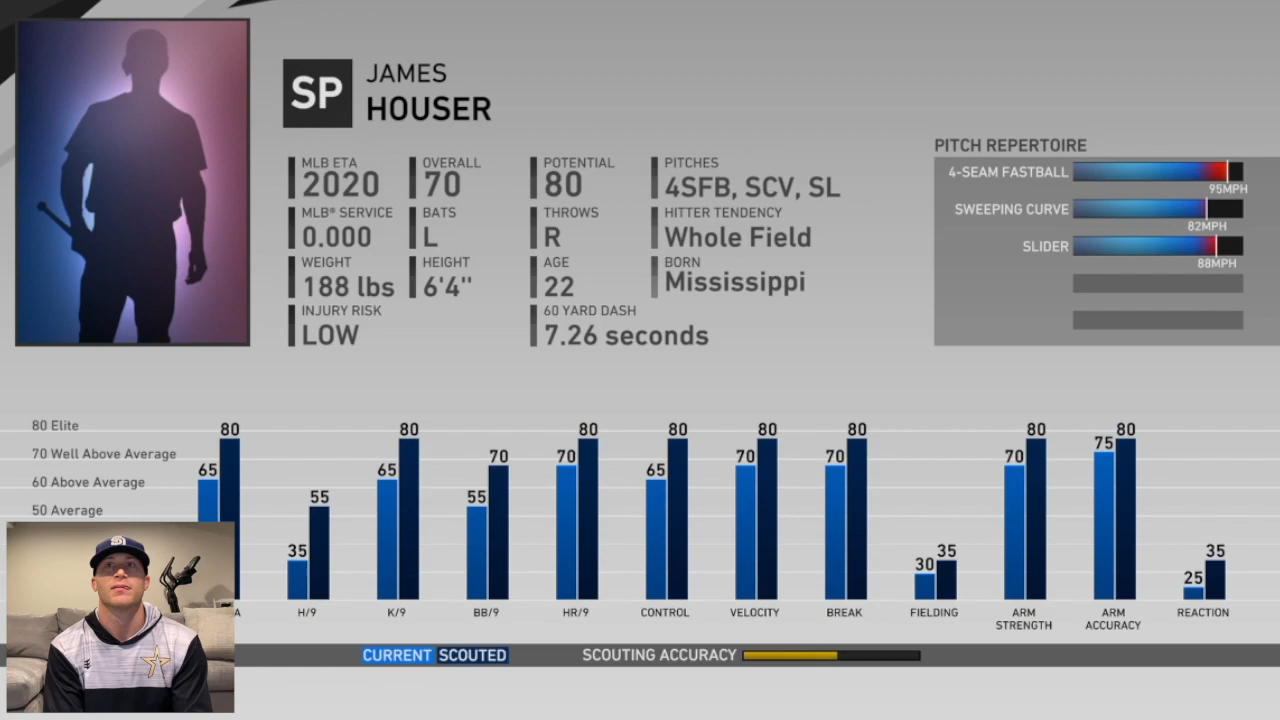 SP
JAMES
HOUSER
MLB ETA
2020
OVERALL
70
POTENTIAL
80
PITCHES
4SFB, SCV, SL
MLB® SERVICE
0.000
BATS
L
THROWS
R
HITTER TENDENCY
Whole Field
WEIGHT
188 lbs
HEIGHT
6'4"
AGE
22
BORN
Mississippi
INJURY RISK
LOW
60 YARD DASH
7.26 seconds
PITCH REPERTOIRE
4-SEAM FASTBALL
95MPH
SWEEPING CURVE
82MPH
SLIDER
88MPH
80 Elite
70 Well Above Average
60 Above Average
50 Average
65 80
35 55
65 80
55 70
70 80
65 80
70 80
70 80
30 35
70 80
75 80
25 35
A
H/9
K/9
BB/9
HR/9
CONTROL
VELOCITY
BREAK
FIELDING
ARM
STRENGTH
ARM
ACCURACY
REACTION
CURRENT SCOUTED
SCOUTING ACCURACY